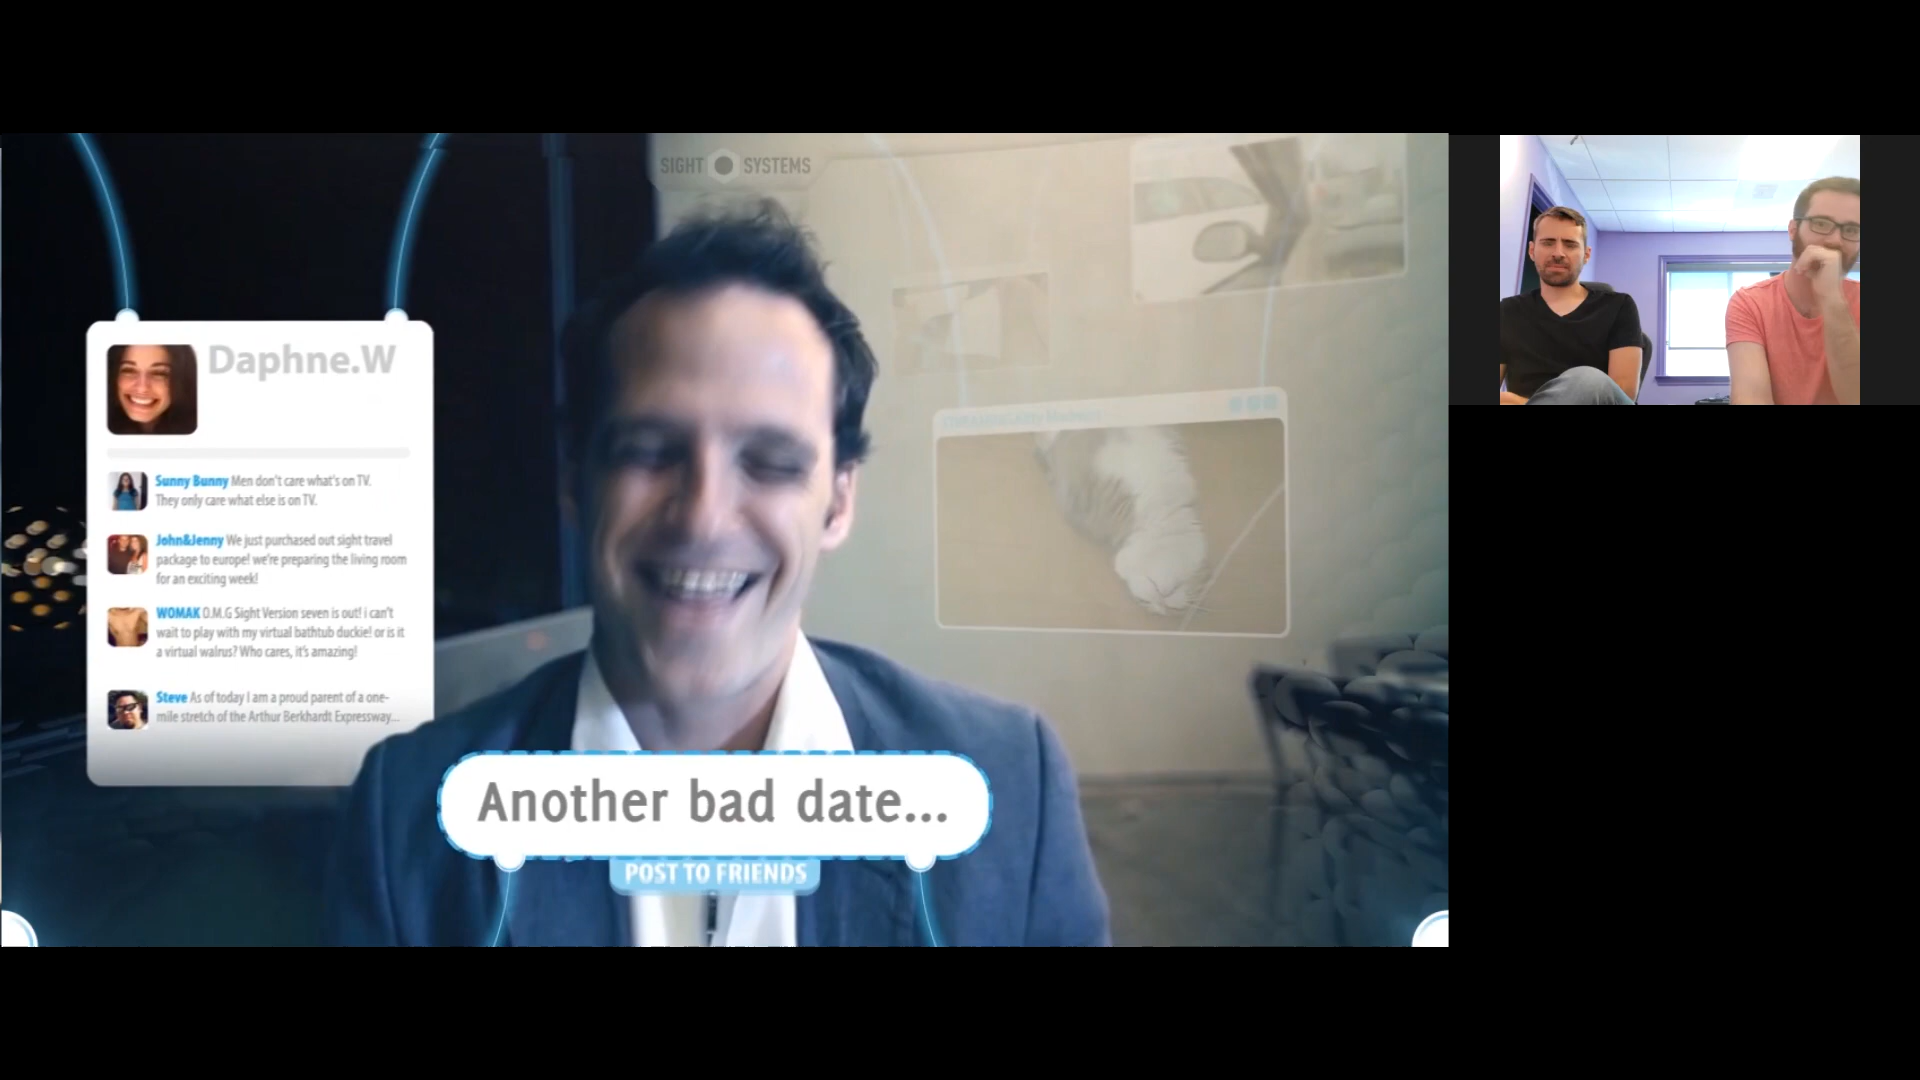 SIGHT SYSTEMS
Daphne.W
Sunny Bunny Men don't care what's on TV.
They only care what else is on TV.
John&Jenny We just purchased out sight travel
package to europe! we're preparing the living room
for an exciting week!
WOMAK O.M.G Sight Version seven is out! i can't
wait to play with my virtual bathtub duckie! or is it
a virtual walrus? Who cares, it's amazing!
Steve As of today I am a proud parent of a one-
mile stretch of the Arthur Berkhardt Expressway...
Another bad date...
POST TO FRIENDS